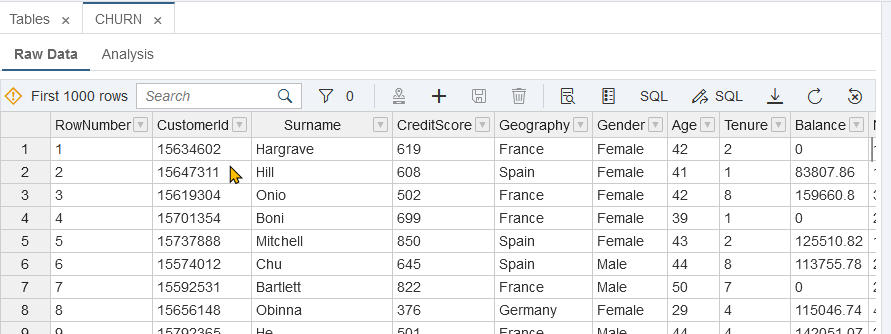 Tables × CHURN ×
Raw Data Analysis
First 1000 rows Search 0 SQL SQL
RowNumber CustomerId Surname CreditScore Geography Gender Age Tenure Balance
1 1 15634602 Hargrave 619 France Female 42 2 0
2 2 15647311 Hill 608 Spain Female 41 1 83807.86
3 3 15619304 Onio 502 France Female 42 8 159660.8
4 4 15701354 Boni 699 France Female 39 1 0
5 5 15737888 Mitchell 850 Spain Female 43 2 125510.82
6 6 15574012 Chu 645 Spain Male 44 8 113755.78
7 7 15592531 Bartlett 822 France Male 50 7 0
8 8 15656148 Obinna 376 Germany Female 29 4 115046.74
9 9 15792365 He 501 France Male 44 4 142051.07